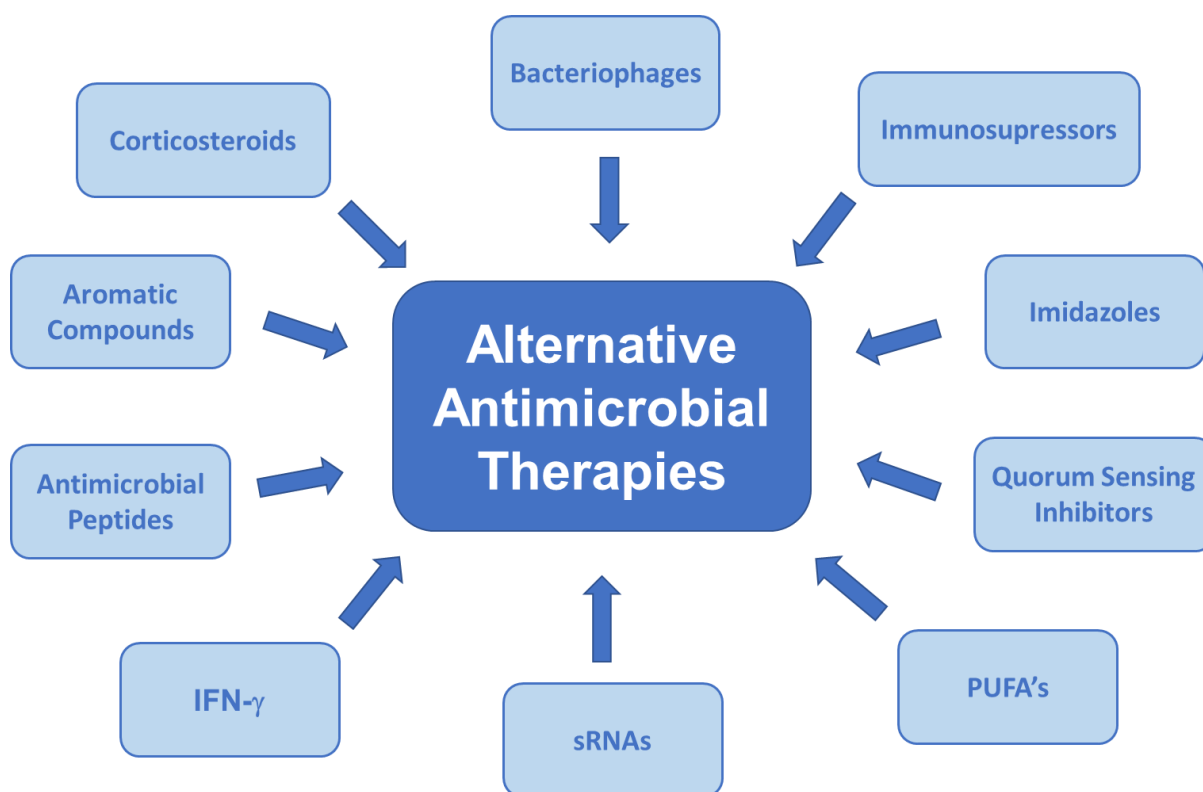 Bacteriophages
Corticosteroids
Immunosupressors
Aromatic
Compounds
Imidazoles
Alternative
Antimicrobial
Therapies
Antimicrobial
Peptides
Quorum Sensing
Inhibitors
IFN-γ
sRNAs
PUFA’s